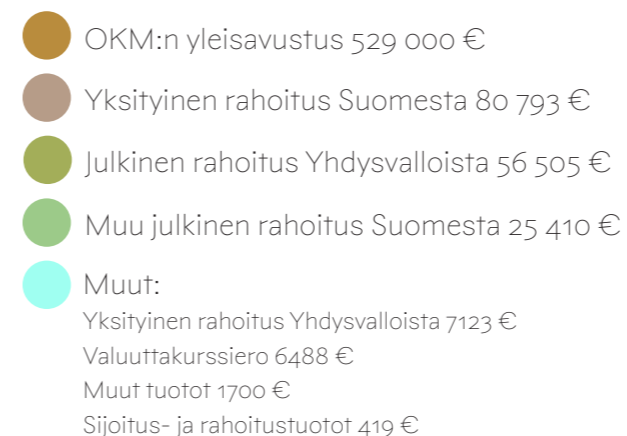 OKM:n yleisavustus 529 000 €
Yksityinen rahoitus Suomesta 80 793 €
Julkinen rahoitus Yhdysvalloista 56 505 €
Muu julkinen rahoitus Suomesta 25 410 €
Muut:
Yksityinen rahoitus Yhdysvalloista 7123 €
Valuuttakurssiero 6488 €
Muut tuotot 1700 €
Sijoitus- ja rahoitustuotot 419 €